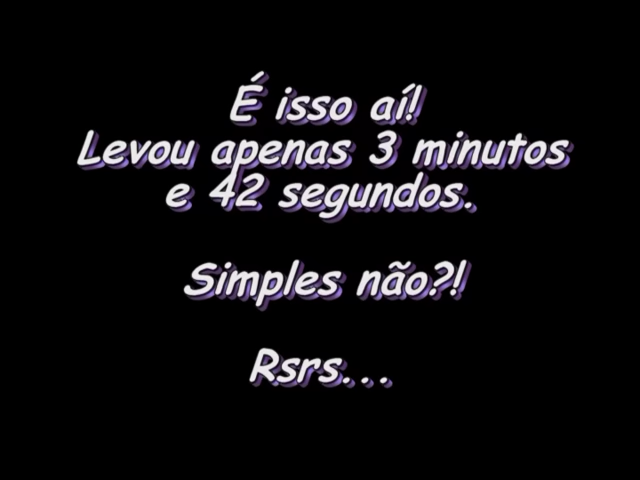 É isso aí!
Levou apenas 3 minutos
e 42 segundos.
Simples não?!
Rsrs...